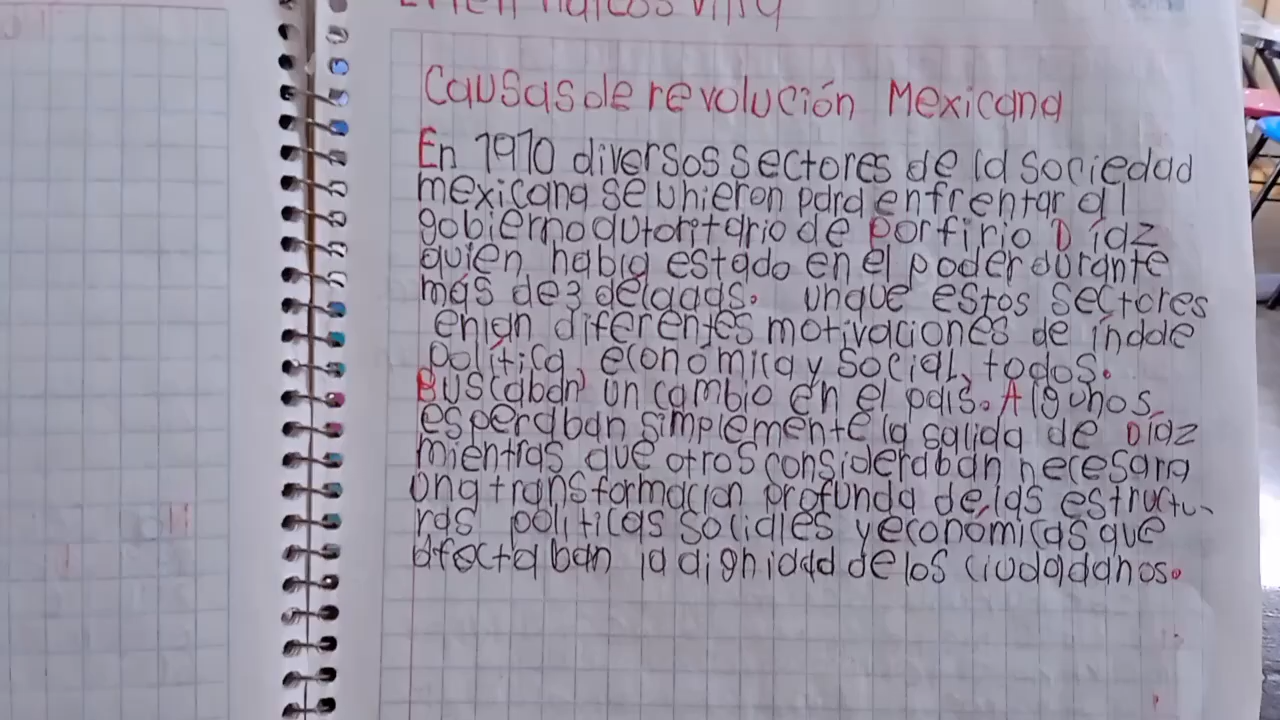 Causas de revolución Mexicana
En 1910 diversos sectores de la sociedad
mexicana se unieron para enfrentar al
gobierno autoritario de Porfirio Díaz
quien había estado en el poder durante
más de 3 delaads. unque estos sectores
enian diferentes motivaciones de índole
política, económica y social, todos.
Buscaban un cambio en el país. Algunos
esperaban simplemente la salida de Díaz
mientras que otros consideraban necesara
una transformación profunda de las estructu-
ras políticas sociales y económicas que
afectaban la dignidad de los ciudadanos.